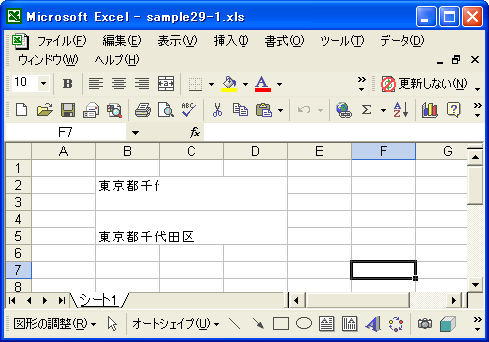 Microsoft Excel - sample29-1.xls
ファイル(F) 編集(E) 表示(V) 挿入(I) 書式(O) ツール(T) データ(D)
ウィンドウ(W) ヘルプ(H)
10 B A 更新しない(N)
ABC Σ A Z ?
F7 fx
A B C D E F G
1
2 東京都千
3
4
5 東京都千代田区
6
7
8
シート1
図形の調整(R) オートシェイプ(U) A